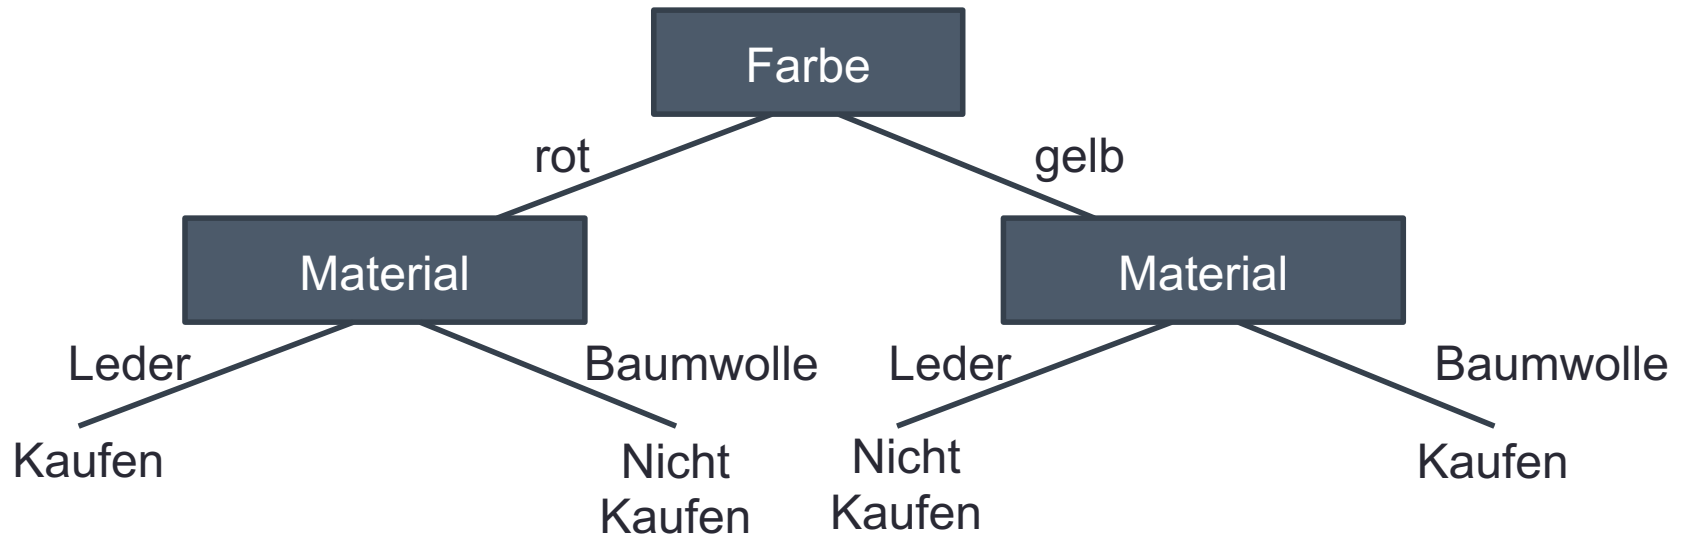 Farbe
rot
gelb
Material
Material
Leder
Baumwolle
Leder
Baumwolle
Kaufen
Nicht
Kaufen
Nicht
Kaufen
Kaufen